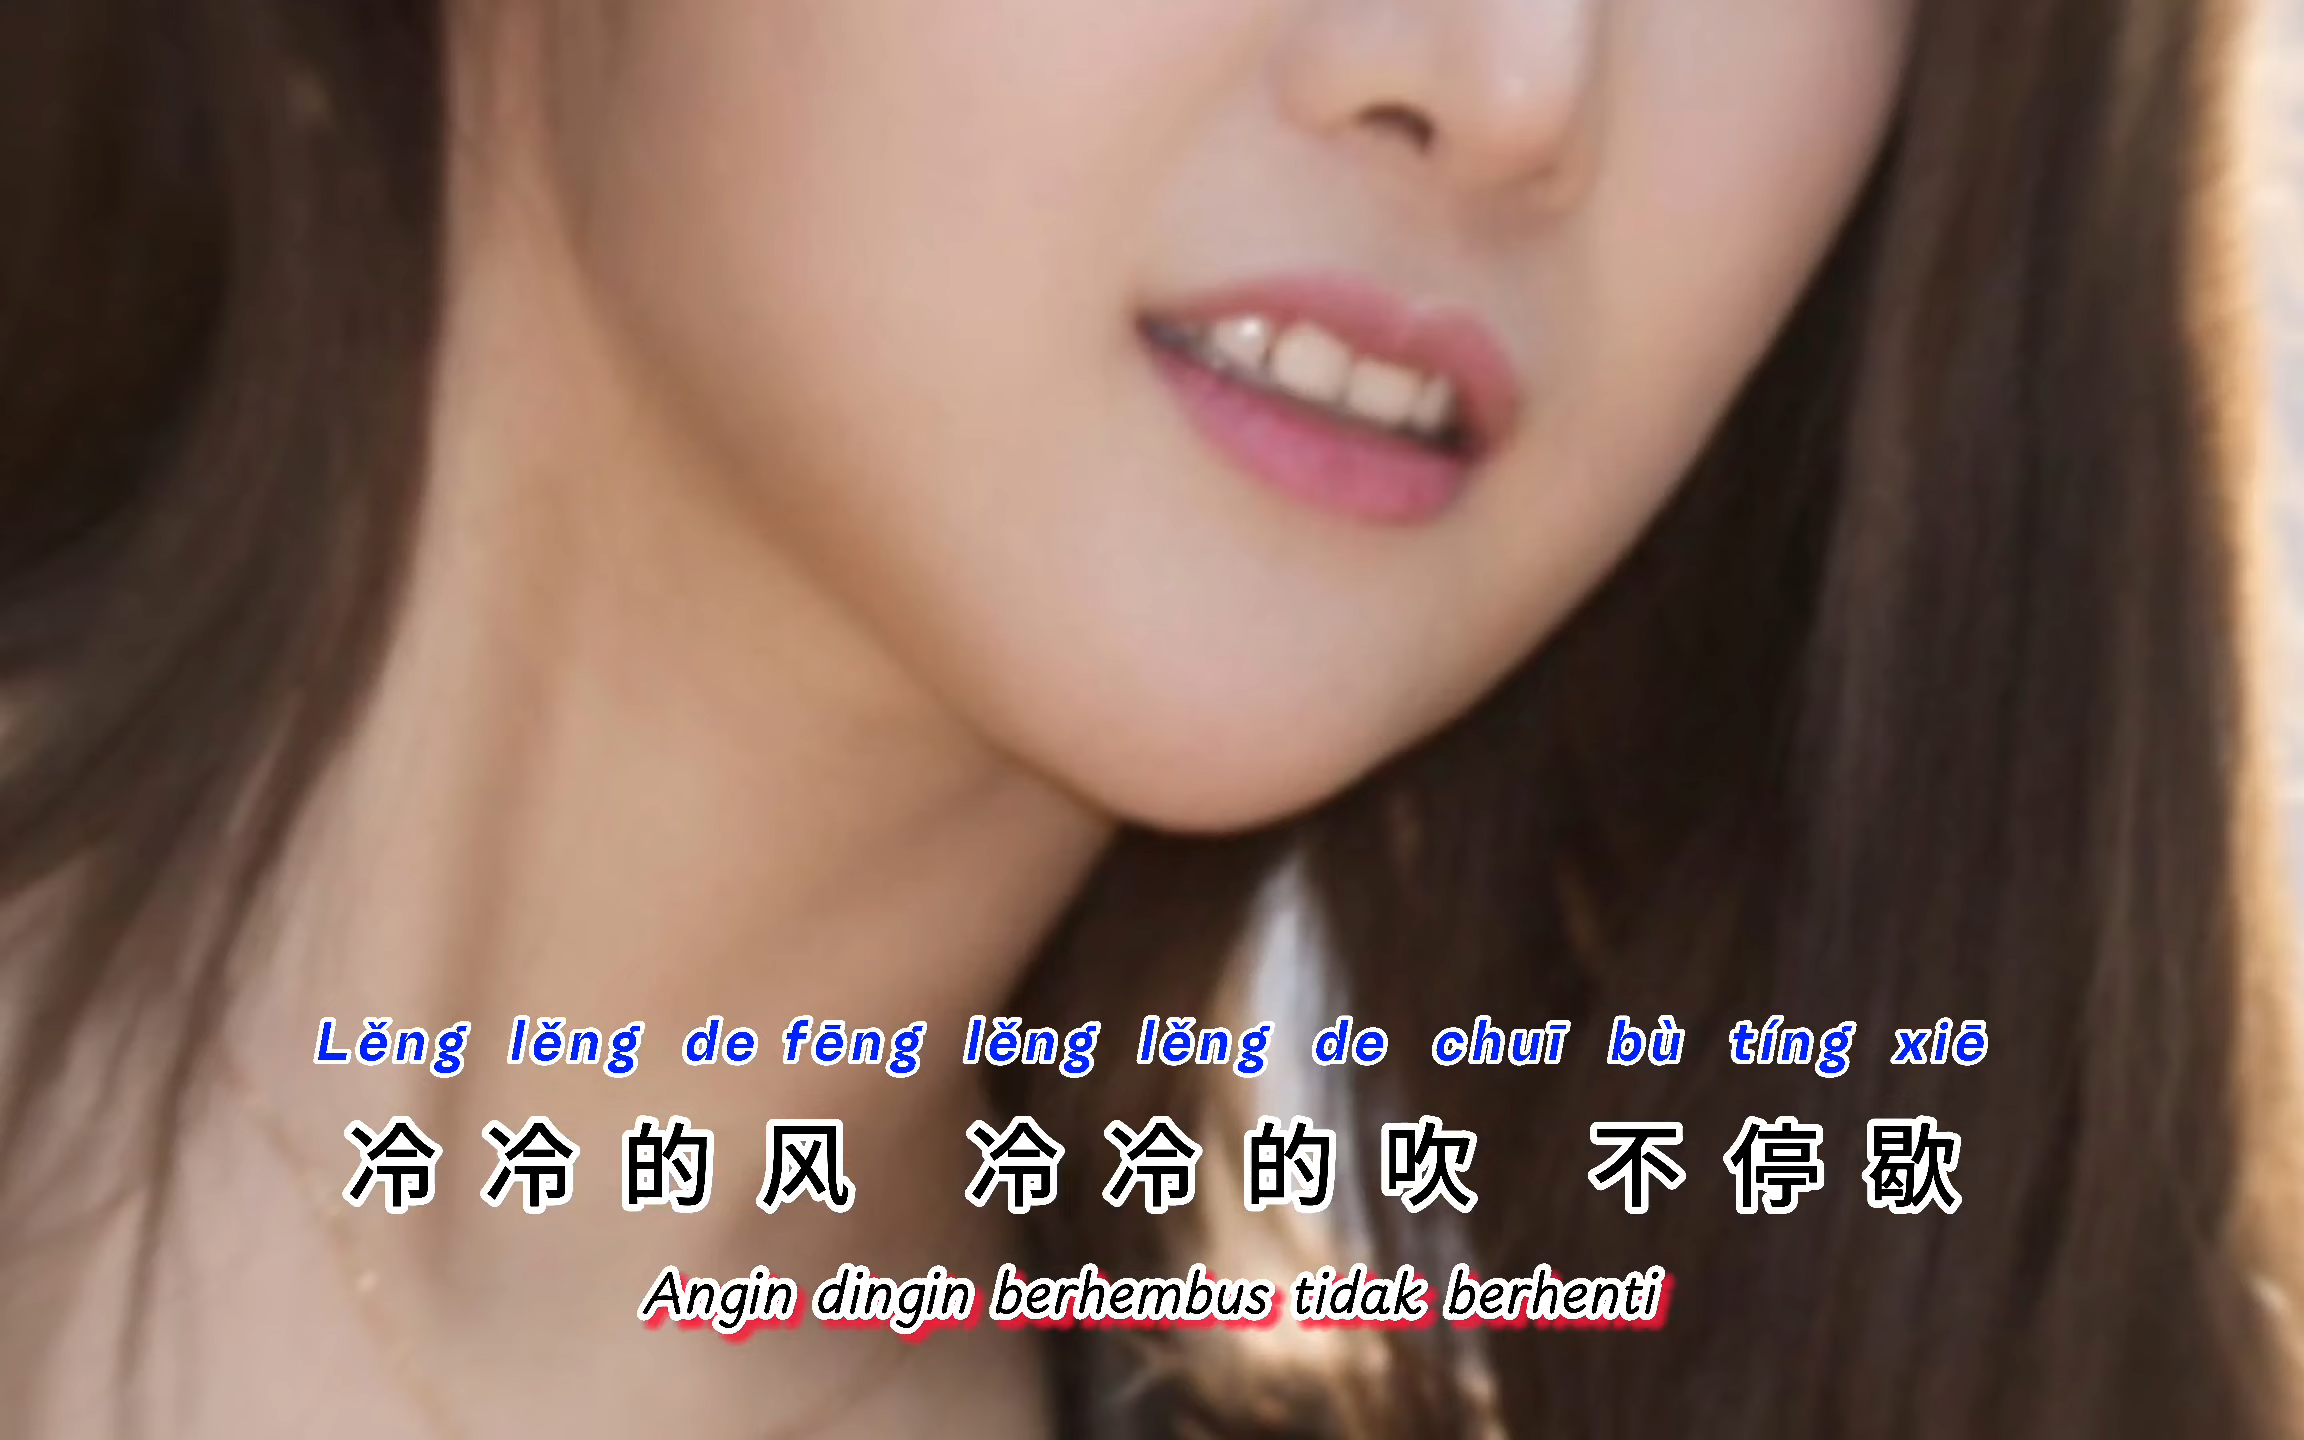 Lěng lěng de fēng lěng lěng de chuī bù tíng xiē
冷冷的风 冷冷的吹 不停歇
Angin dingin berhembus tidak berhenti